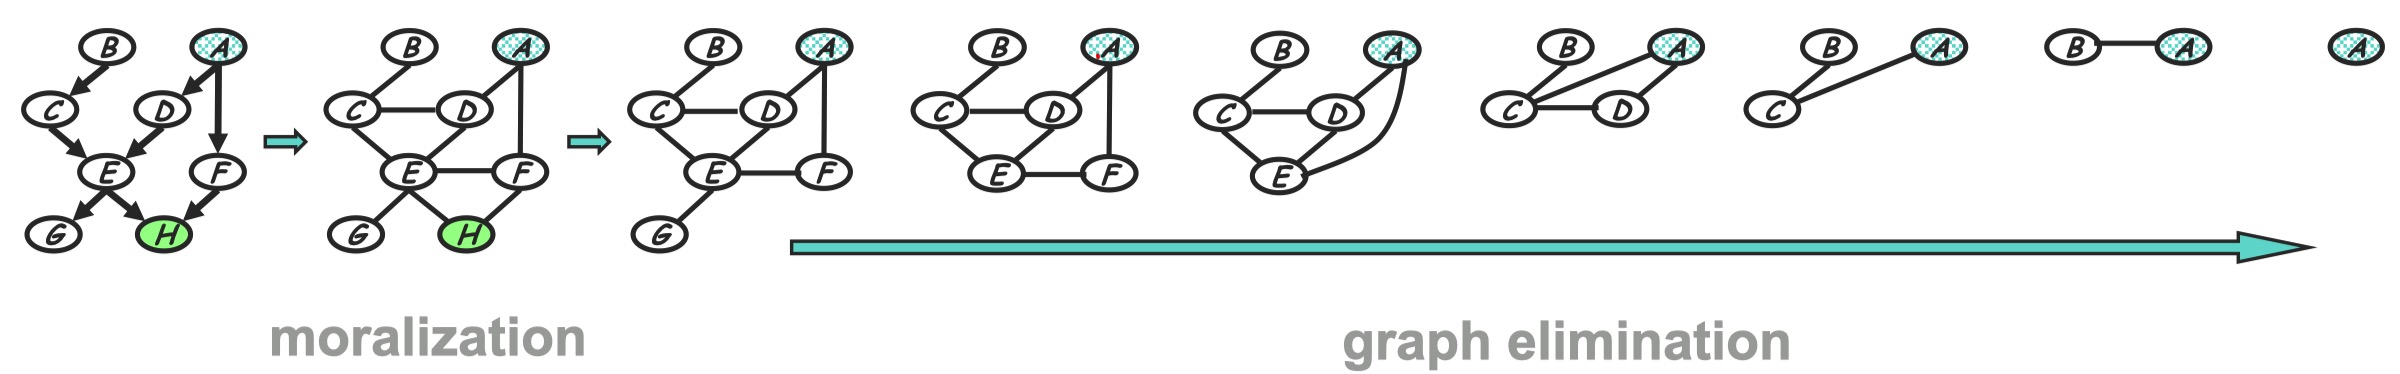 B A B A B A B A B A B A B A B A A
C D C D C D C D C D C D C
E F E F E F E F E
G H G H G
moralization graph elimination